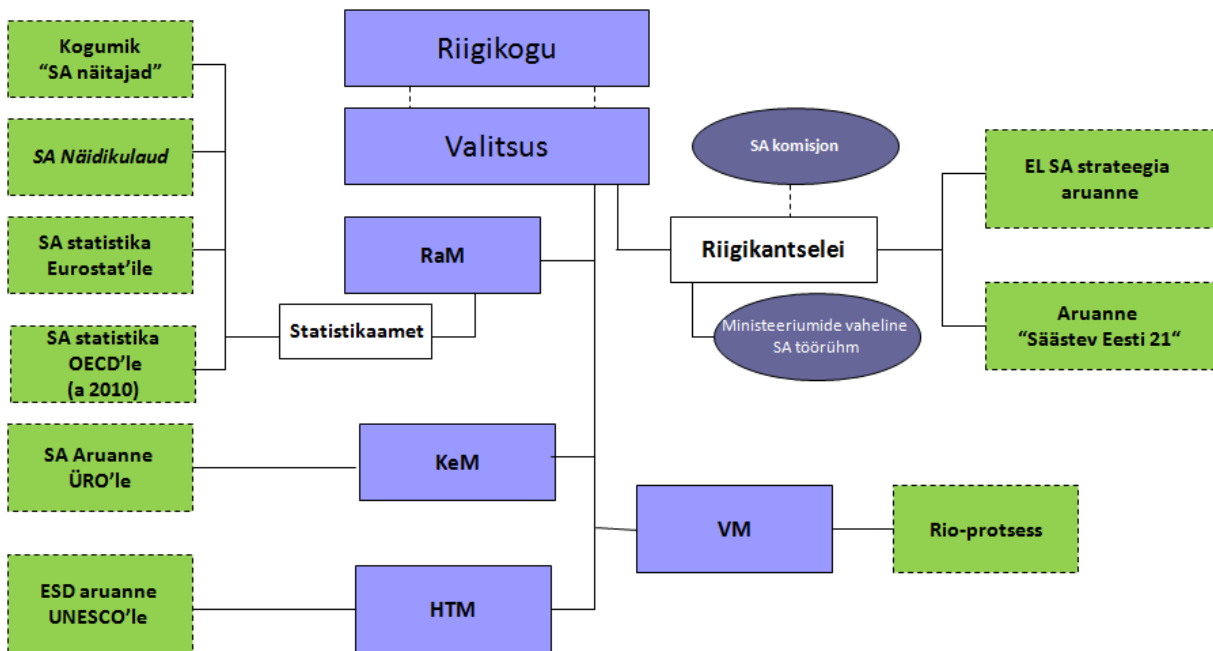 Riigikogu
Valitsus
Kogumik
“SA näitajad”
SA Näidikulaud
SA statistika
Eurostat’ile
SA statistika
OECD’le
(a 2010)
SA Aruanne
ÜRO’le
ESD aruanne
UNESCO’le
RaM
Statistikaamet
KeM
HTM
SA komisjon
Riigikantselei
Ministeeriumide vaheline
SA töörühm
VM
EL SA strateegia
aruanne
Aruanne
“Säästev Eesti 21“
Rio-protsess